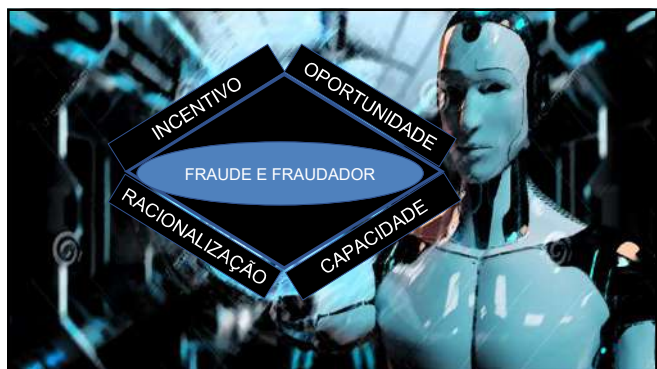 INCENTIVO
OPORTUNIDADE
FRAUDE E FRAUDADOR
RACIONALIZAÇÃO
CAPACIDADE